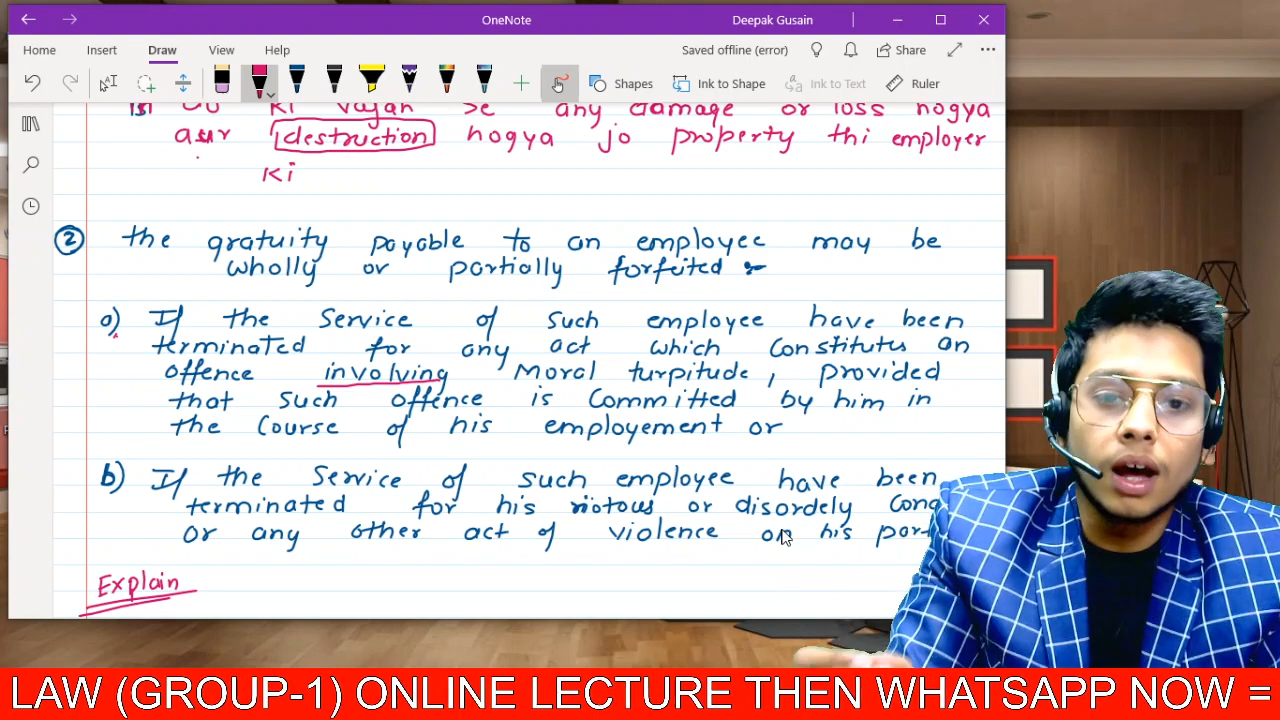 OneNote
Deepak Gusain
Home Insert Draw View Help
Saved offline (error)
Share
Shapes
Ink to Shape
Ink to Text
Ruler
ki vajah se any damage or loss hogya
aur destruction hogya jo property thi employer
ki
2 the gratuity payable to an employee may be
wholly or partially forfeited
a) If the Service of such employee have been
terminated for any act which Constitutes an
offence involving moral turpitude, provided
that such offence is Committed by him in
the Course of his employement or
b) If the Service of such employee have been
terminated for his riotous or disordely Cond
or any other act of violence on his par
Explain
LAW (GROUP-1) ONLINE LECTURE THEN WHATSAPP NOW =